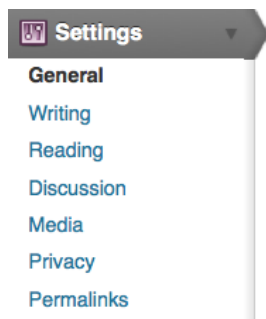 Settings
General
Writing
Reading
Discussion
Media
Privacy
Permalinks